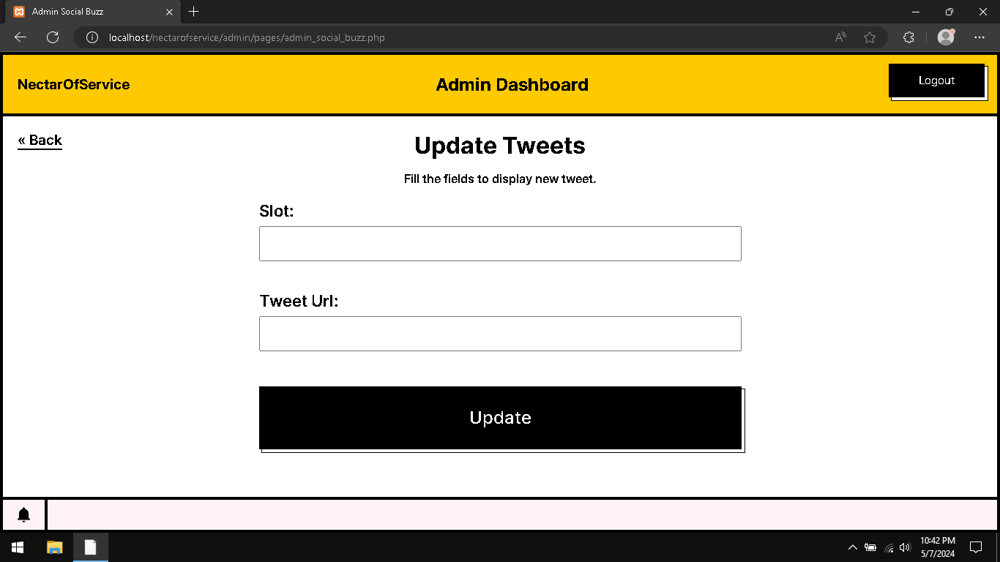 Admin Social Buzz
localhost/nectarofservice/admin/pages/admin_social_buzz.php
NectarOfService
Admin Dashboard
Logout
« Back
Update Tweets
Fill the fields to display new tweet.
Slot:
Tweet Url:
Update
10:42 PM
5/7/2024